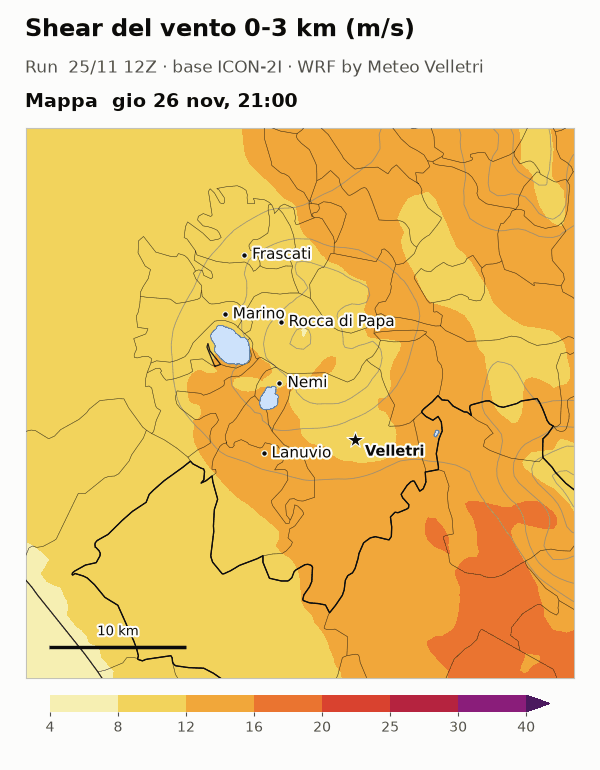 Shear del vento 0-3 km (m/s)
Run  25/11 12Z · base ICON-2I · WRF by Meteo Velletri
Mappa  gio 26 nov, 21:00
Frascati
Marino
Rocca di Papa
Nemi
Velletri
Lanuvio
10 km
4 8 12 16 20 25 30 40